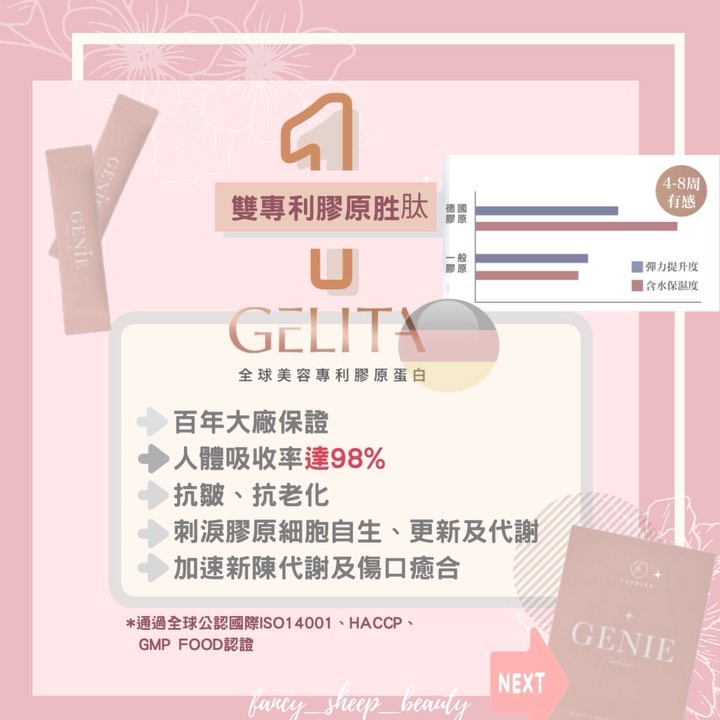 1
雙專利膠原胜肽
GENiE
GENiE
4-8周
有感
德國
膠原
一般
膠原
彈力提升度
含水保濕度
GELITA
全球美容專利膠原蛋白
百年大廠保證
人體吸收率達98%
抗皺、抗老化
刺淚膠原細胞自生、更新及代謝
加速新陳代謝及傷口癒合
*通過全球公認國際ISO14001、HACCP、
GMP FOOD認證
GENIE
NEXT
fancy_sheep_beauty